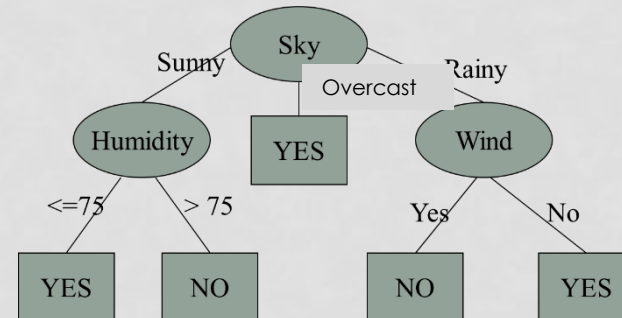 Sky
Sunny
Overcast
Rainy
Humidity
YES
Wind
<=75
> 75
Yes
No
YES
NO
NO
YES